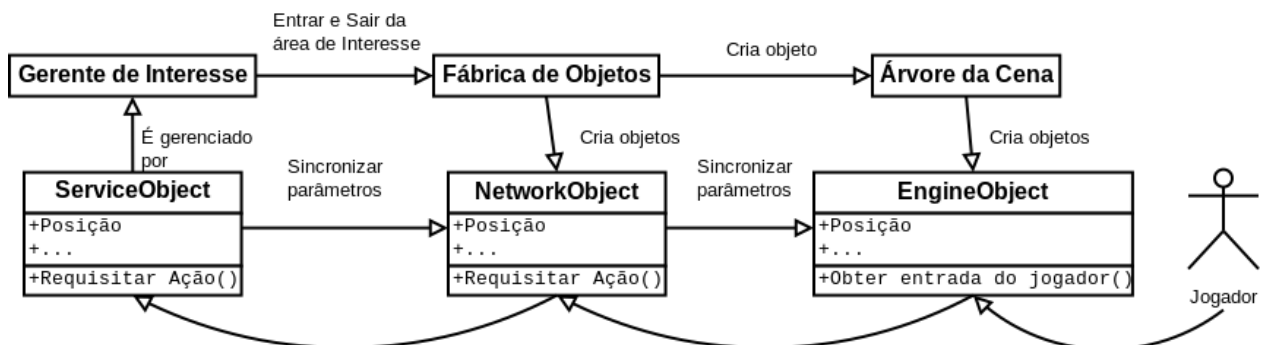 Entrar e Sair da
área de Interesse
Cria objeto
Gerente de Interesse
Fábrica de Objetos
Árvore da Cena
É gerenciado
por
Cria objetos
Cria objetos
Sincronizar
parâmetros
Sincronizar
parâmetros
ServiceObject
+Posição
+...
+Requisitar Ação()
NetworkObject
+Posição
+...
+Requisitar Ação()
EngineObject
+Posição
+...
+Obter entrada do jogador()
Jogador